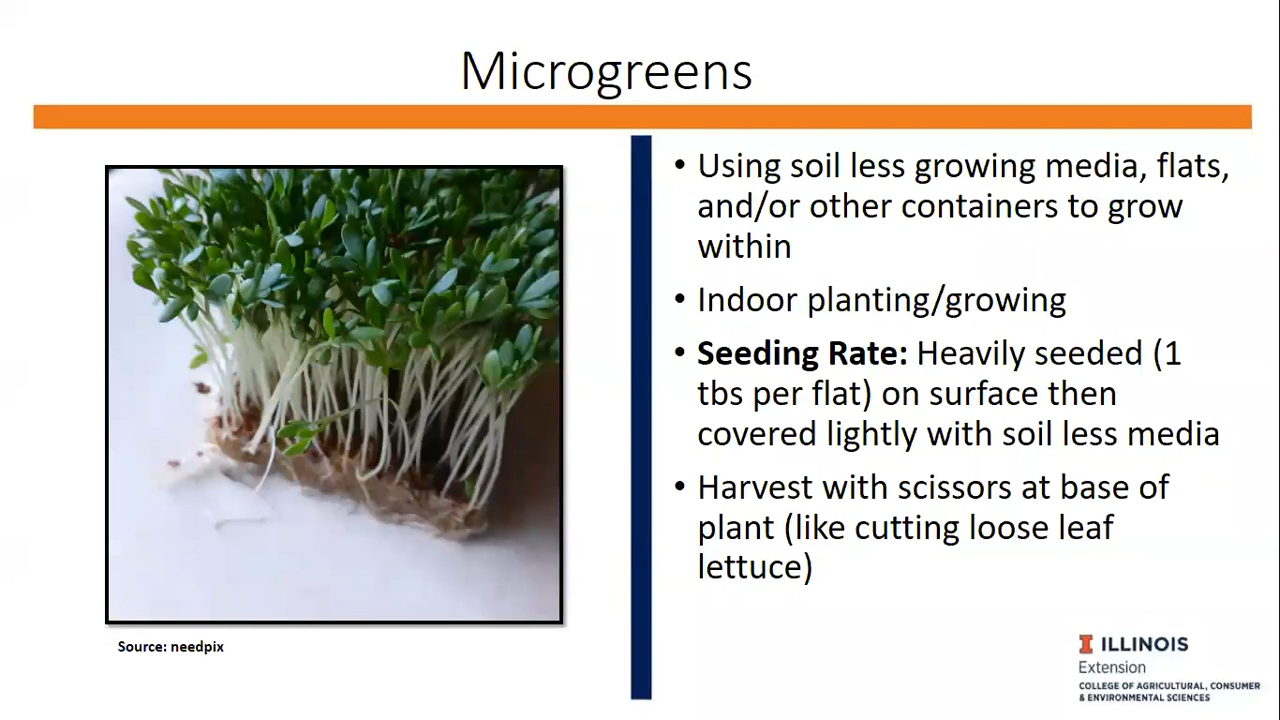 Microgreens
• Using soil less growing media, flats,
and/or other containers to grow
within
• Indoor planting/growing
• Seeding Rate: Heavily seeded (1
tbs per flat) on surface then
covered lightly with soil less media
• Harvest with scissors at base of
plant (like cutting loose leaf
lettuce)
Source: needpix
I ILLINOIS
Extension
COLLEGE OF AGRICULTURAL, CONSUMER
& ENVIRONMENTAL SCIENCES